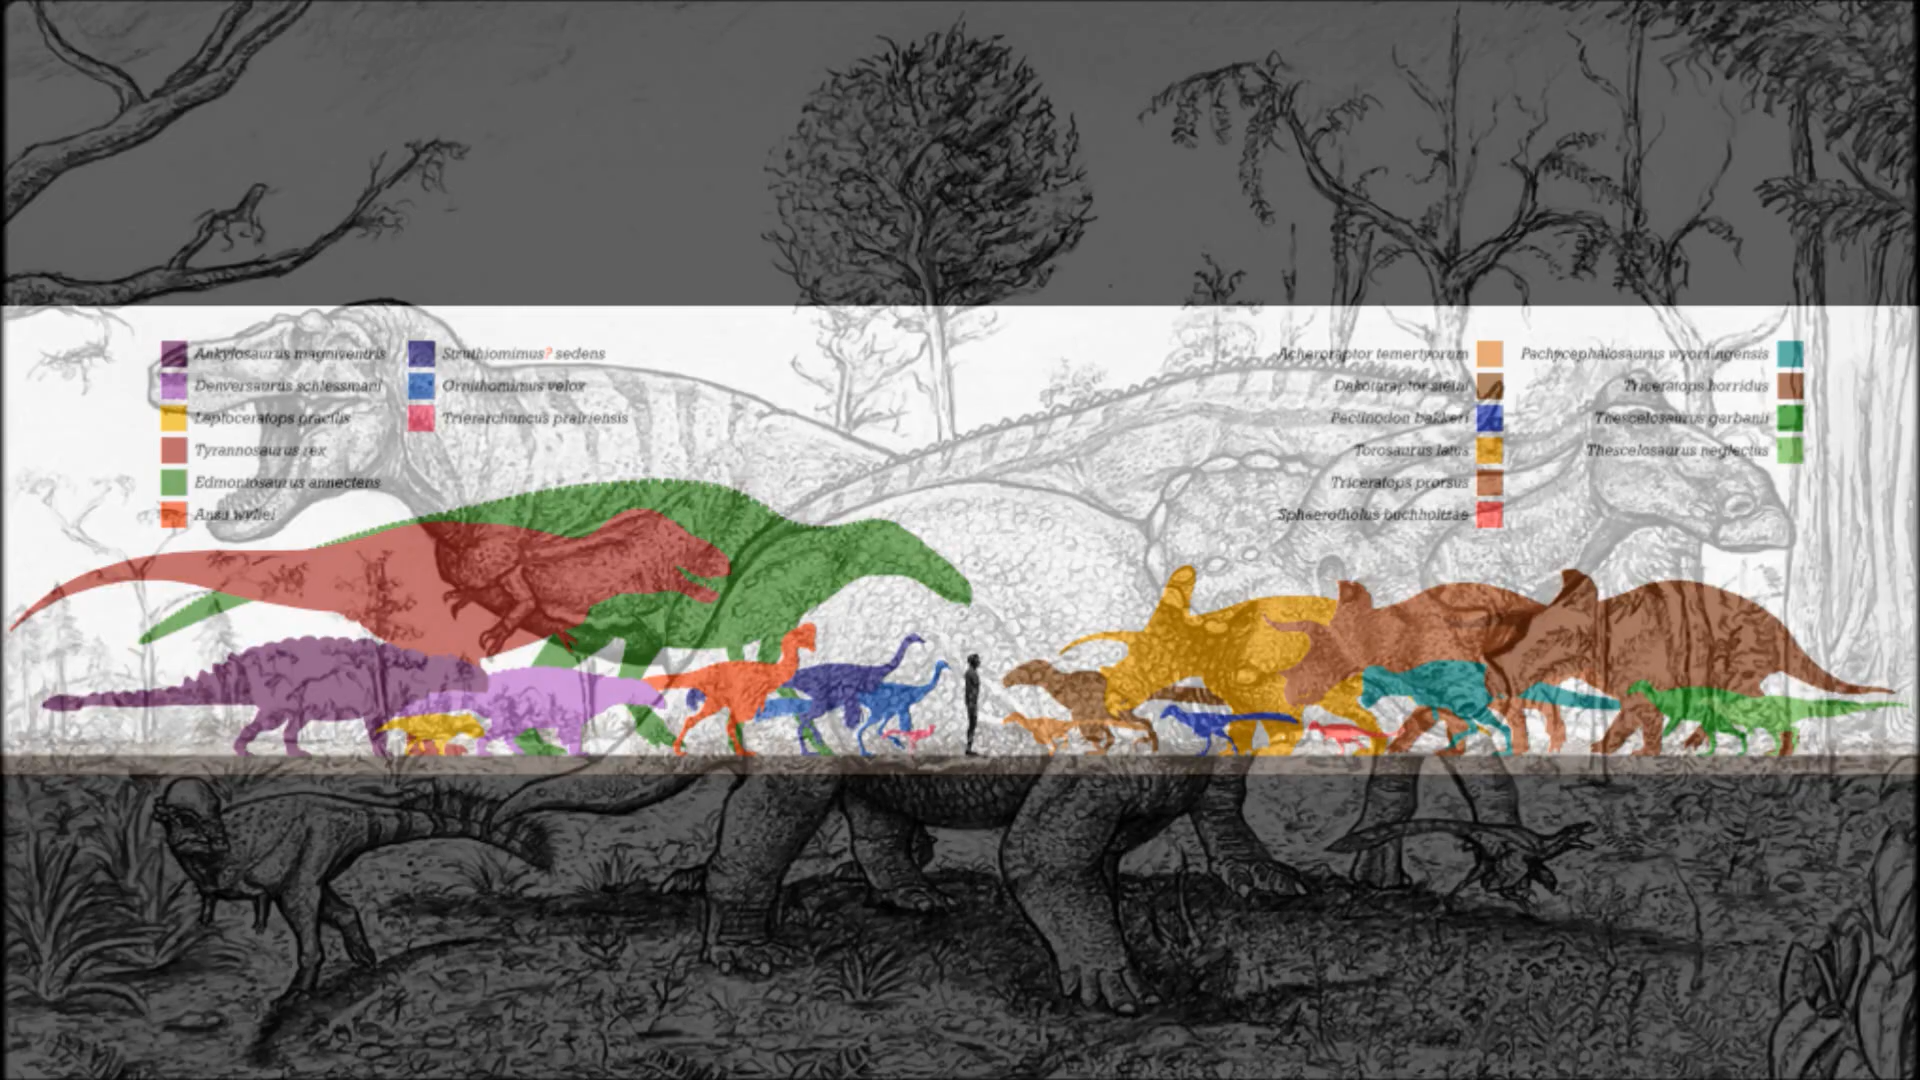 Ankylosaurus magniventris
Denversaurus schlessmani
Leptoceratops gracilis
Tyrannosaurus rex
Edmontosaurus annectens
Anzu wyliei
Struthiomimus? sedens
Ornithomimus velox
Trierarchuncus prairiensis
Acheroraptor temertyorum
Dakotaraptor steini
Pectinodon bakkeri
Torosaurus latus
Triceratops prorsus
Sphaerotholus buchholtzae
Pachycephalosaurus wyomingensis
Triceratops horridus
Thescelosaurus garbanii
Thescelosaurus neglectus